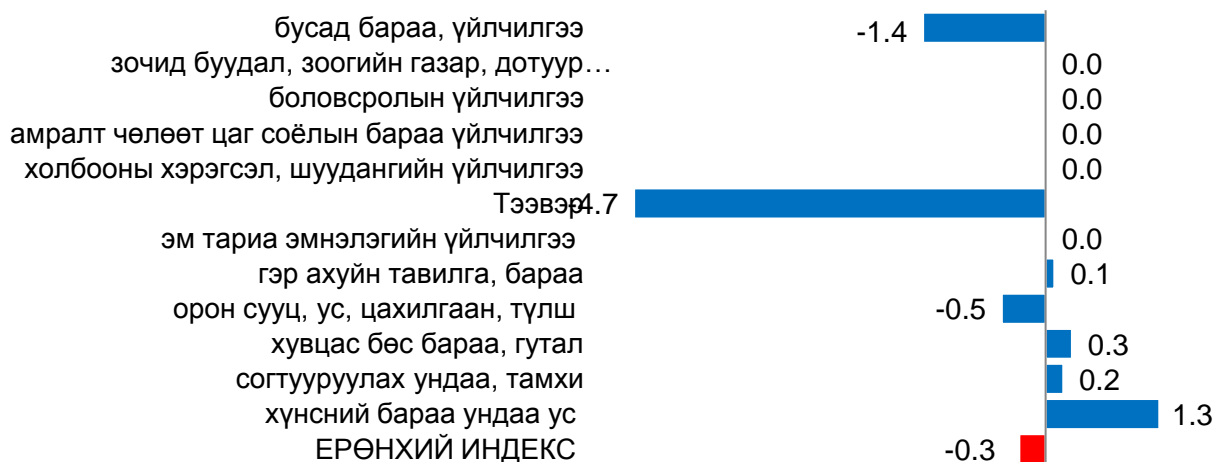 бусад бараа, үйлчилгээ -1.4
зочид буудал, зоогийн газар, дотуур… 0.0
боловсролын үйлчилгээ 0.0
амралт чөлөөт цаг соёлын бараа үйлчилгээ 0.0
холбооны хэрэгсэл, шуудангийн үйлчилгээ 0.0
Тээвэр -4.7
эм тариа эмнэлэгийн үйлчилгээ 0.0
гэр ахуйн тавилга, бараа 0.1
орон сууц, ус, цахилгаан, түлш -0.5
хувцас бөс бараа, гутал 0.3
согтууруулах ундаа, тамхи 0.2
хүнсний бараа ундаа ус 1.3
ЕРӨНХИЙ ИНДЕКС -0.3